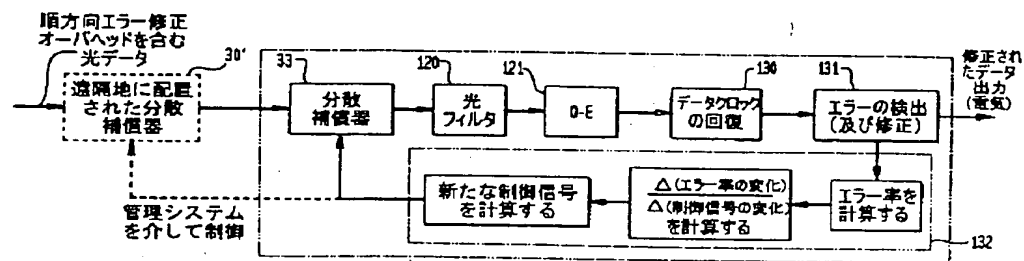 順方向エラー修正
オーバヘッドを含む
光データ
30'
遠隔地に配置
された分散
補償器
33
分散
補償器
120
光
フィルタ
121
O-E
130
データクロック
の回復
131
エラーの検出
(及び修正)
修正され
たデータ
出力
(電気)
エラー率を
計算する
△(エラー率の変化)
△(制御信号の変化)
を計算する
新たな制御信号
を計算する
管理システム
を介して制御
132